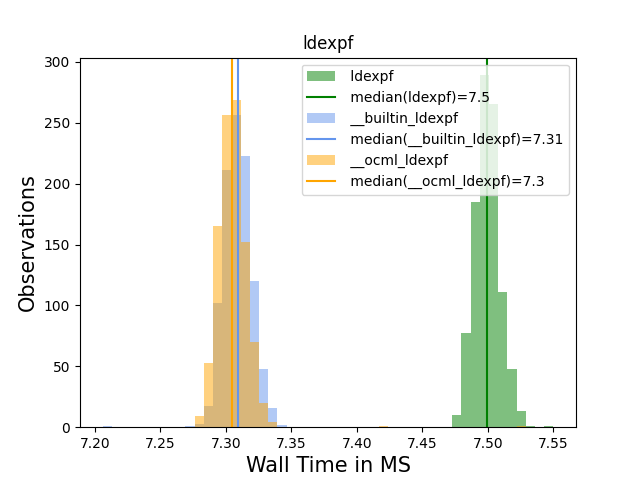 ldexpf
300
250
200
150
100
50
0
Observations
ldexpf
median(ldexpf)=7.5
__builtin_ldexpf
median(__builtin_ldexpf)=7.31
__ocml_ldexpf
median(__ocml_ldexpf)=7.3
7.20 7.25 7.30 7.35 7.40 7.45 7.50 7.55
Wall Time in MS